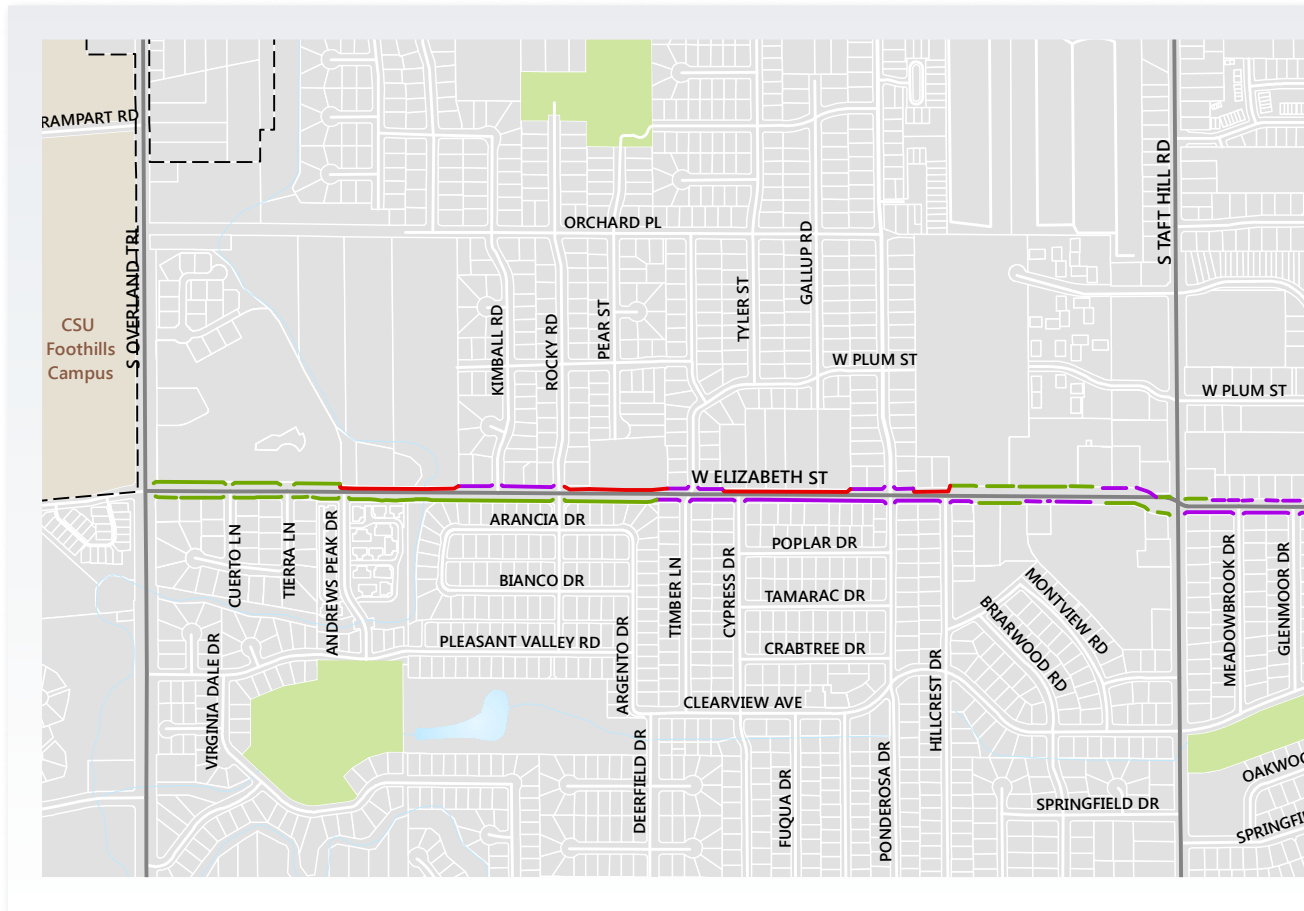 RAMPART RD
S OVERLAND TRL
S TAFT HILL RD
ORCHARD PL
GALLUP RD
TYLER ST
KIMBALL RD
ROCKY RD
PEAR ST
CSU
Foothills
Campus
W PLUM ST
W PLUM ST
W ELIZABETH ST
ARANCIA DR
CUERTO LN
TIERRA LN
ANDREWS PEAK DR
BIANCO DR
TIMBER LN
CYPRESS DR
POPLAR DR
TAMARAC DR
MONTVIEW RD
BRIARWOOD RD
MEADOWBROOK DR
GLENMOOR DR
PLEASANT VALLEY RD
ARGENTO DR
CRABTREE DR
VIRGINIA DALE DR
CLEARVIEW AVE
HILLCREST DR
DEERFIELD DR
FUQUA DR
PONDEROSA DR
SPRINGFIELD DR
OAKWOO
SPRINGFI